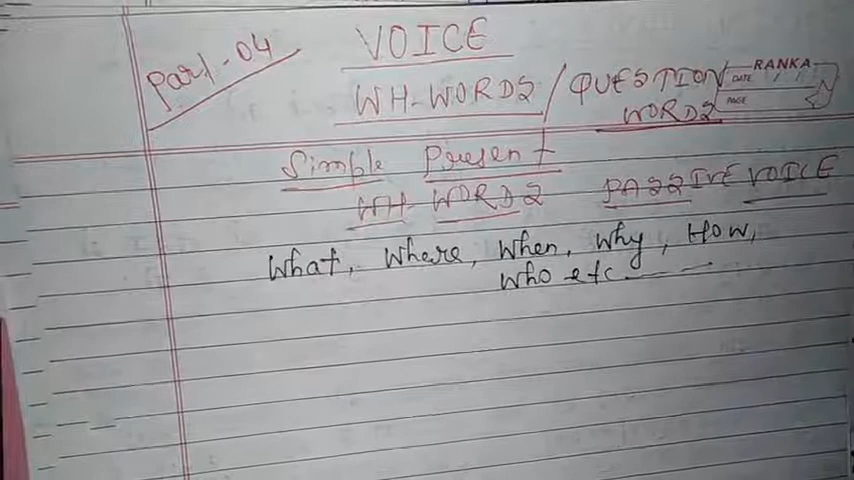 Part-04
VOICE
WH-WORDS/QUESTION
WORDS
RANKA
DATE
PAGE
Simple Present
WH-WORDS PASSIVE VOICE
What, Where, When, Why, How,
Who etc